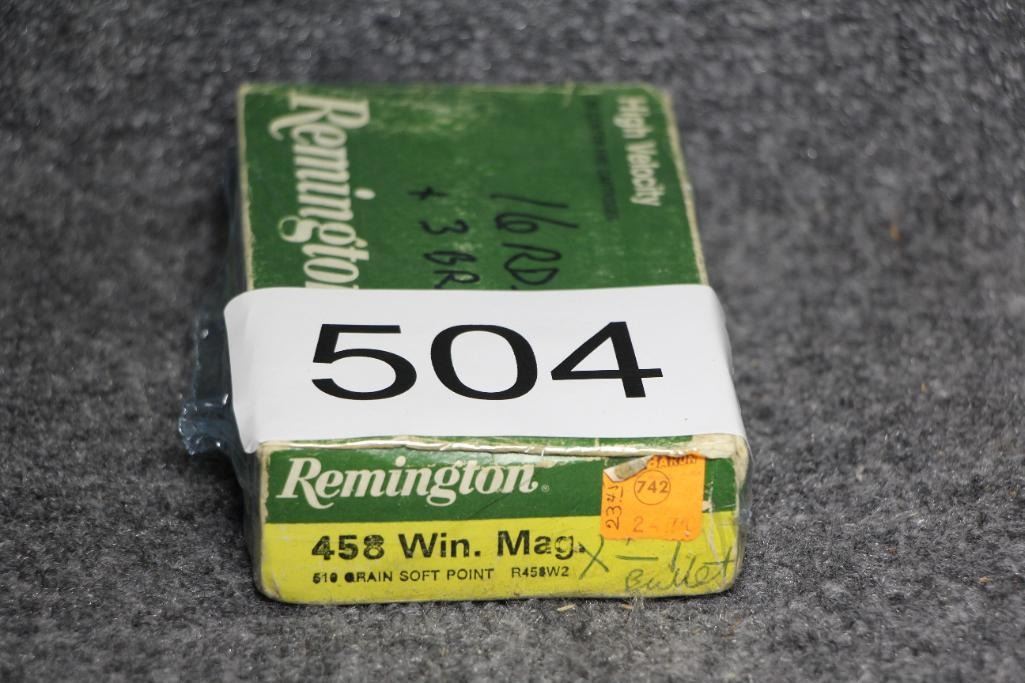 Remington
High Velocity
16 RD.
+ 3 BR
504
Remington®
742
458 Win. Mag.
510 GRAIN SOFT POINT R458W2
Bullet